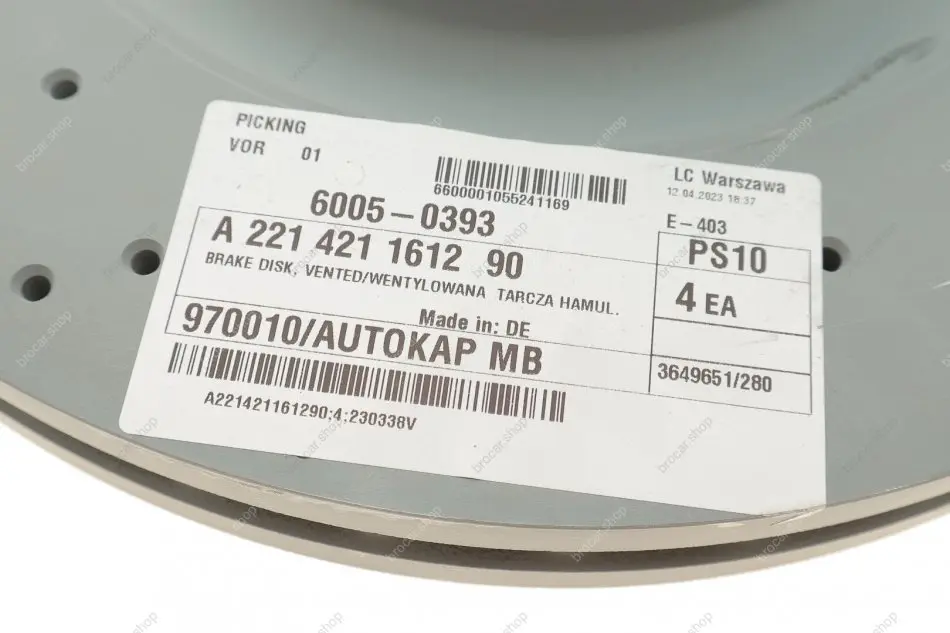 PICKING
VOR 01
6600001055241169
LC Warszawa
12.04.2023 18:37
6005-0393
E-403
A 221 421 1612 90
PS10
BRAKE DISK, VENTED/WENTYLOWANA TARCZA HAMUL.
4 EA
Made in: DE
970010/AUTOKAP MB
3649651/280
A221421161290;4;230338V
brocar.shop